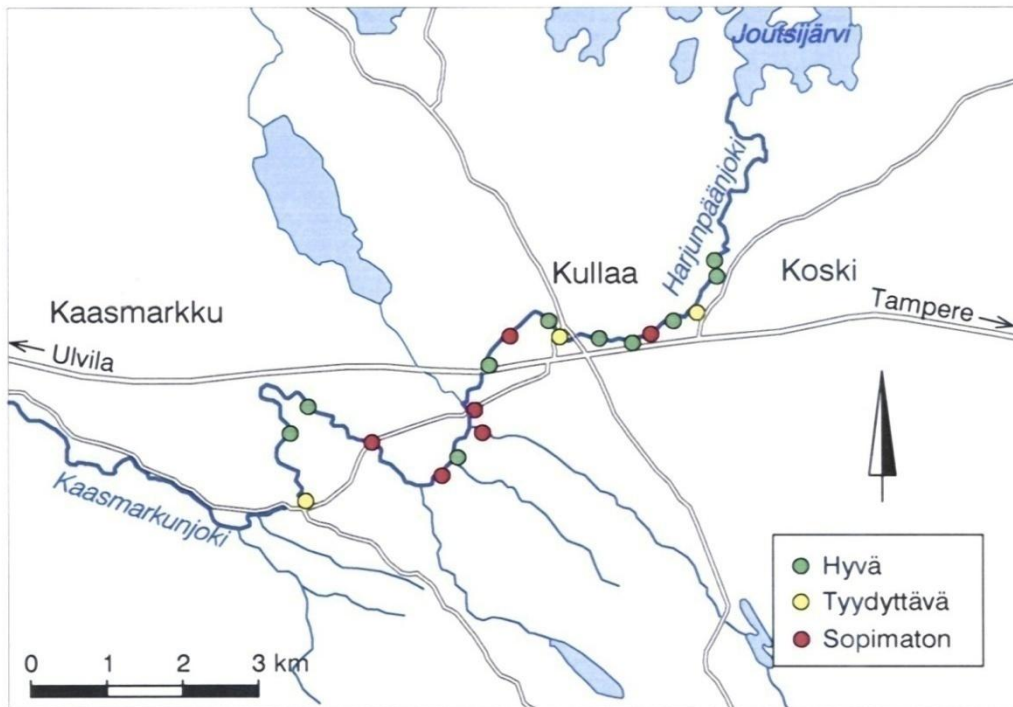 Joutsijärvi
Harjunpäänjoki
Kullaa
Koski
Kaasmarkku
Tampere
Ulvila
Kaasmarkunjoki
Hyvä
Tyydyttävä
Sopimaton
0 1 2 3 km